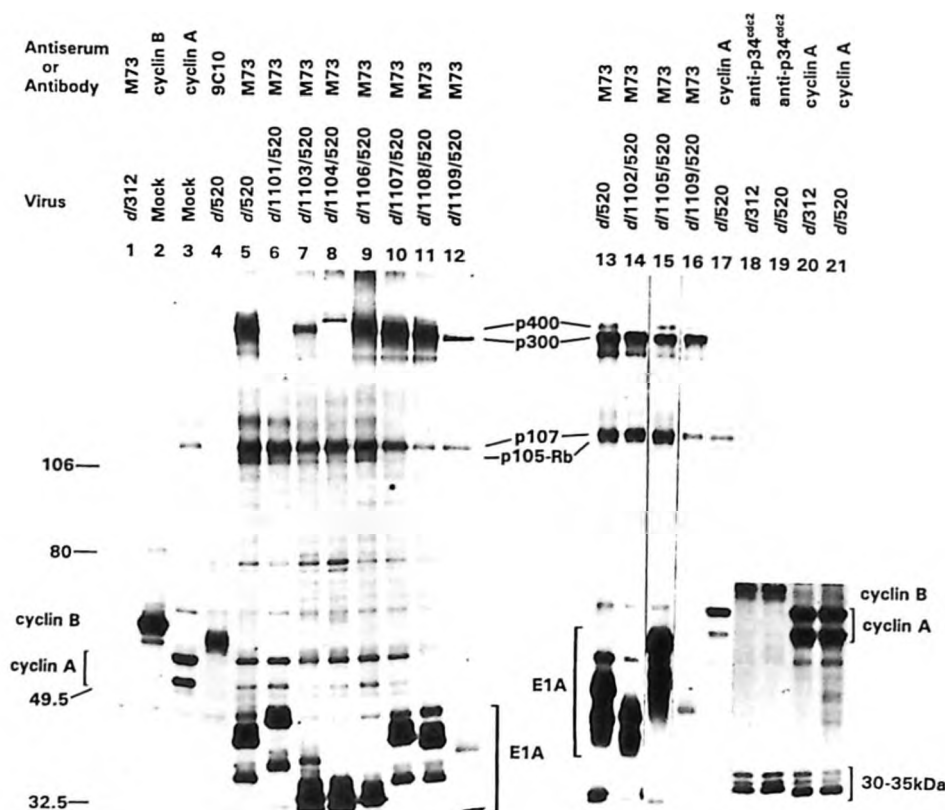 Antiserum
or
Antibody
M73
cyclin B
cyclin A
9C10
M73
M73
M73
M73
M73
M73
M73
M73
M73
M73
M73
M73
cyclin A
anti-p34cdc2
anti-p34cdc2
cyclin A
cyclin A
Virus
dl312
Mock
Mock
dl520
dl520
dl1101/520
dl1103/520
dl1104/520
dl1106/520
dl1107/520
dl1108/520
dl1109/520
dl520
dl1102/520
dl1105/520
dl1109/520
dl520
dl312
dl520
dl312
dl520
1 2 3 4 5 6 7 8 9 10 11 12 13 14 15 16 17 18 19 20 21
p400
p300
p107
p105-Rb
106
80
cyclin B
cyclin A
49.5
32.5
E1A
E1A
cyclin B
cyclin A
30-35kDa